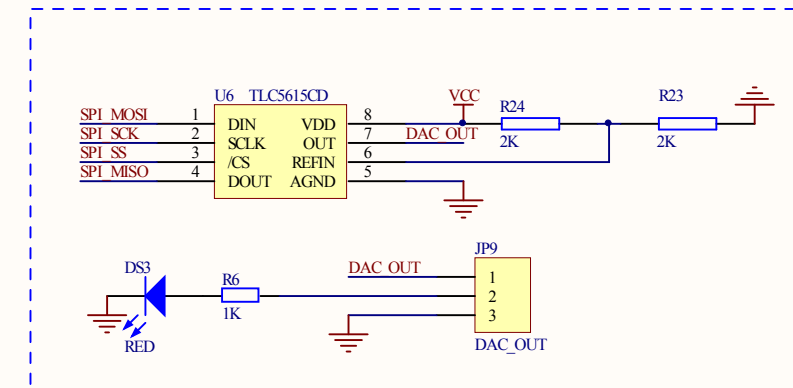 U6 TLC5615CD
VCC
R24
R23
SPI_MOSI 1 DIN VDD 8
SPI_SCK 2 SCLK OUT 7 DAC_OUT
2K
2K
SPI_SS 3 /CS REFIN 6
SPI_MISO 4 DOUT AGND 5
JP9
DS3
DAC_OUT
R6
1
2
1K
3
RED
DAC_OUT